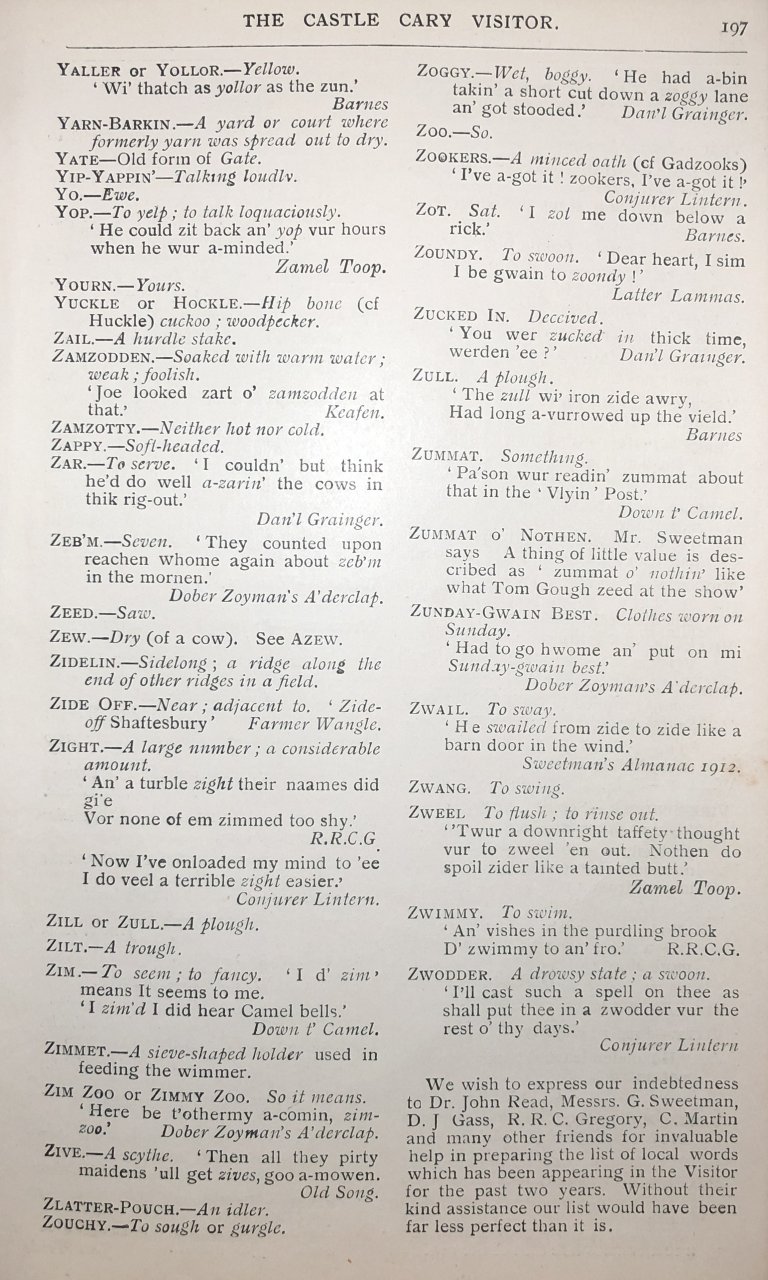 THE CASTLE CARY VISITOR. 197
YALLER or YOLLOR.—Yellow.
‘ Wi’ thatch as yollor as the zun.’
Barnes
YARN-BARKIN.—A yard or court where
formerly yarn was spread out to dry.
YATE—Old form of Gate.
YIP-YAPPIN’—Talking loudly.
YO.—Ewe.
YOP.—To yelp ; to talk loquaciously.
‘ He could zit back an’ yop vur hours
when he wur a-minded.’
Zamel Toop.
YOURN.—Yours.
YUCKLE or HOCKLE.—Hip bone (cf
Huckle) cuckoo ; woodpecker.
ZAIL.—A hurdle stake.
ZAMZODDEN.—Soaked with warm water ;
weak ; foolish.
‘Joe looked zart o’ zamzodden at
that.’ Keafen.
ZAMZOTTY.—Neither hot nor cold.
ZAPPY.—Soft-headed.
ZAR.—To serve. ‘I couldn’ but think
he’d do well a-zarin’ the cows in
thik rig-out.’
Dan’l Grainger.
ZEB’M.—Seven. ‘They counted upon
reachen whome again about zeb’m
in the mornen.’
Dober Zoyman’s A’derclap.
ZEED.—Saw.
ZEW.—Dry (of a cow). See AZEW.
ZIDELIN.—Sidelong ; a ridge along the
end of other ridges in a field.
ZIDE OFF.—Near ; adjacent to. ‘ Zide-
off Shaftesbury’ Farmer Wangle.
ZIGHT.—A large nnmber ; a considerable
amount.
‘ An’ a turble zight their naames did
gi’e
Vor none of em zimmed too shy.’
R.R.C.G.
‘ Now I’ve onloaded my mind to ’ee
I do veel a terrible zight easier.’
Conjurer Lintern.
ZILL or ZULL.—A plough.
ZILT.—A trough.
ZIM.—To seem ; to fancy. ‘I d’ zim’
means It seems to me.
‘I zim’d I did hear Camel bells.’
Down t’ Camel.
ZIMMET.—A sieve-shaped holder used in
feeding the wimmer.
ZIM ZOO or ZIMMY ZOO. So it means.
‘ Here be t’othermy a-comin, zim-
zoo.’ Dober Zoyman’s A’derclap.
ZIVE.—A scythe. ‘Then all they pirty
maidens ’ull get zives, goo a-mowen.
Old Song.
ZLATTER-POUCH.—An idler.
ZOUCHY.—To sough or gurgle.
ZOGGY.—Wet, boggy. ‘He had a-bin
takin’ a short cut down a zoggy lane
an’ got stooded.’ Dan’l Grainger.
ZOO.—So.
ZOOKERS.—A minced oath (cf Gadzooks)
‘I’ve a-got it ! zookers, I’ve a-got it !’
Conjurer Lintern.
ZOT. Sat. ‘I zot me down below a
rick.’ Barnes.
ZOUNDY. To swoon. ‘Dear heart, I sim
I be gwain to zoondy !’
Latter Lammas.
ZUCKED IN. Deceived.
‘You wer zucked in thick time,
werden ’ee ?’ Dan’l Grainger.
ZULL. A plough.
‘The zull wi’ iron zide awry,
Had long a-vurrowed up the vield.’
Barnes
ZUMMAT. Something.
‘Pa’son wur readin’ zummat about
that in the ‘Vlyin’ Post.’
Down t’ Camel.
ZUMMAT O’ NOTHEN. Mr. Sweetman
says A thing of little value is des-
cribed as ‘ zummat o’ nothin’ like
what Tom Gough zeed at the show’
ZUNDAY-GWAIN BEST. Clothes worn on
Sunday.
‘Had to go hwome an’ put on mi
Sunday-gwain best.’
Dober Zoyman’s A’derclap.
ZWAIL. To sway.
‘He swailed from zide to zide like a
barn door in the wind.’
Sweetman’s Almanac 1912.
ZWANG. To swing.
ZWEEL To flush ; to rinse out.
‘’Twur a downright taffety thought
vur to zweel ’en out. Nothen do
spoil zider like a tainted butt.’
Zamel Toop.
ZWIMMY. To swim.
‘An’ vishes in the purdling brook
D’ zwimmy to an’ fro.’ R.R.C.G.
ZWODDER. A drowsy state ; a swoon.
‘I’ll cast such a spell on thee as
shall put thee in a zwodder vur the
rest o’ thy days.’
Conjurer Lintern
We wish to express our indebtedness
to Dr. John Read, Messrs. G. Sweetman,
D. J Gass, R. R. C. Gregory, C. Martin
and many other friends for invaluable
help in preparing the list of local words
which has been appearing in the Visitor
for the past two years. Without their
kind assistance our list would have been
far less perfect than it is.